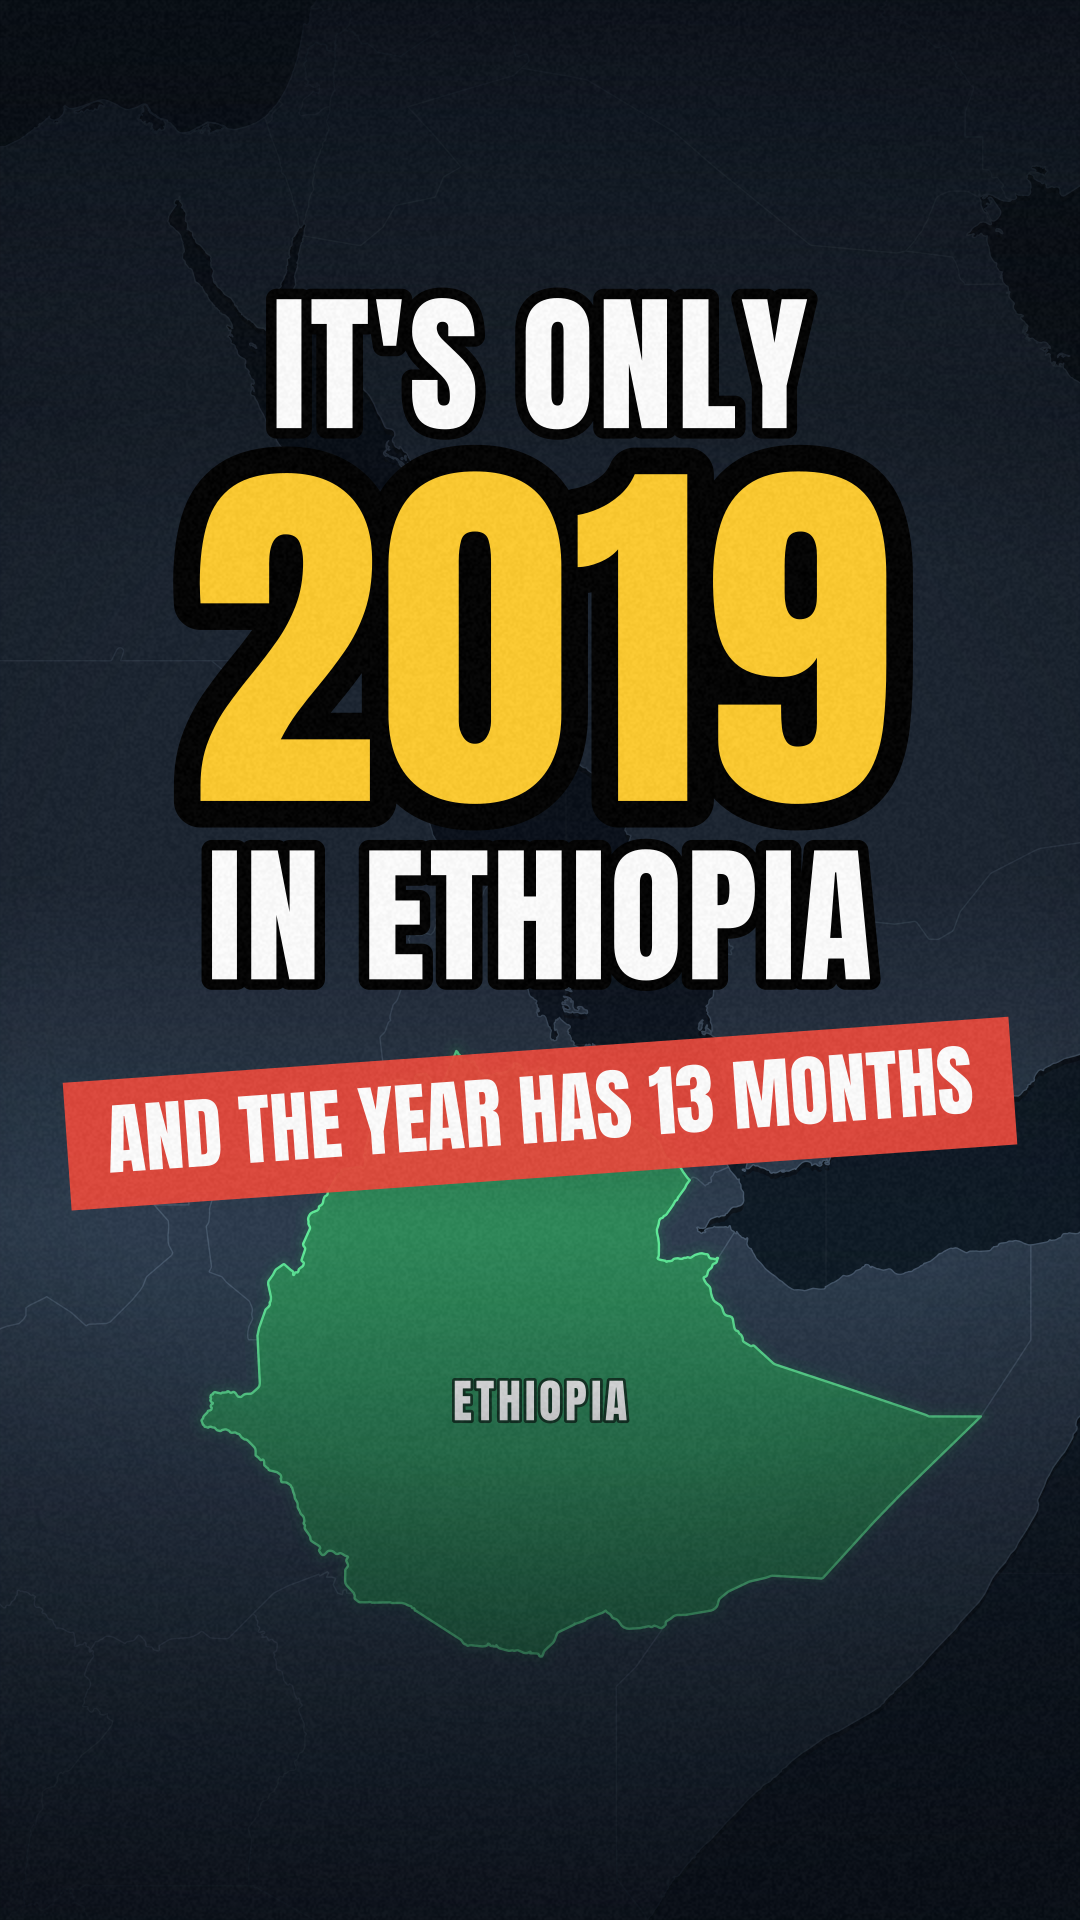 IT'S ONLY
2019
IN ETHIOPIA
AND THE YEAR HAS 13 MONTHS
ETHIOPIA